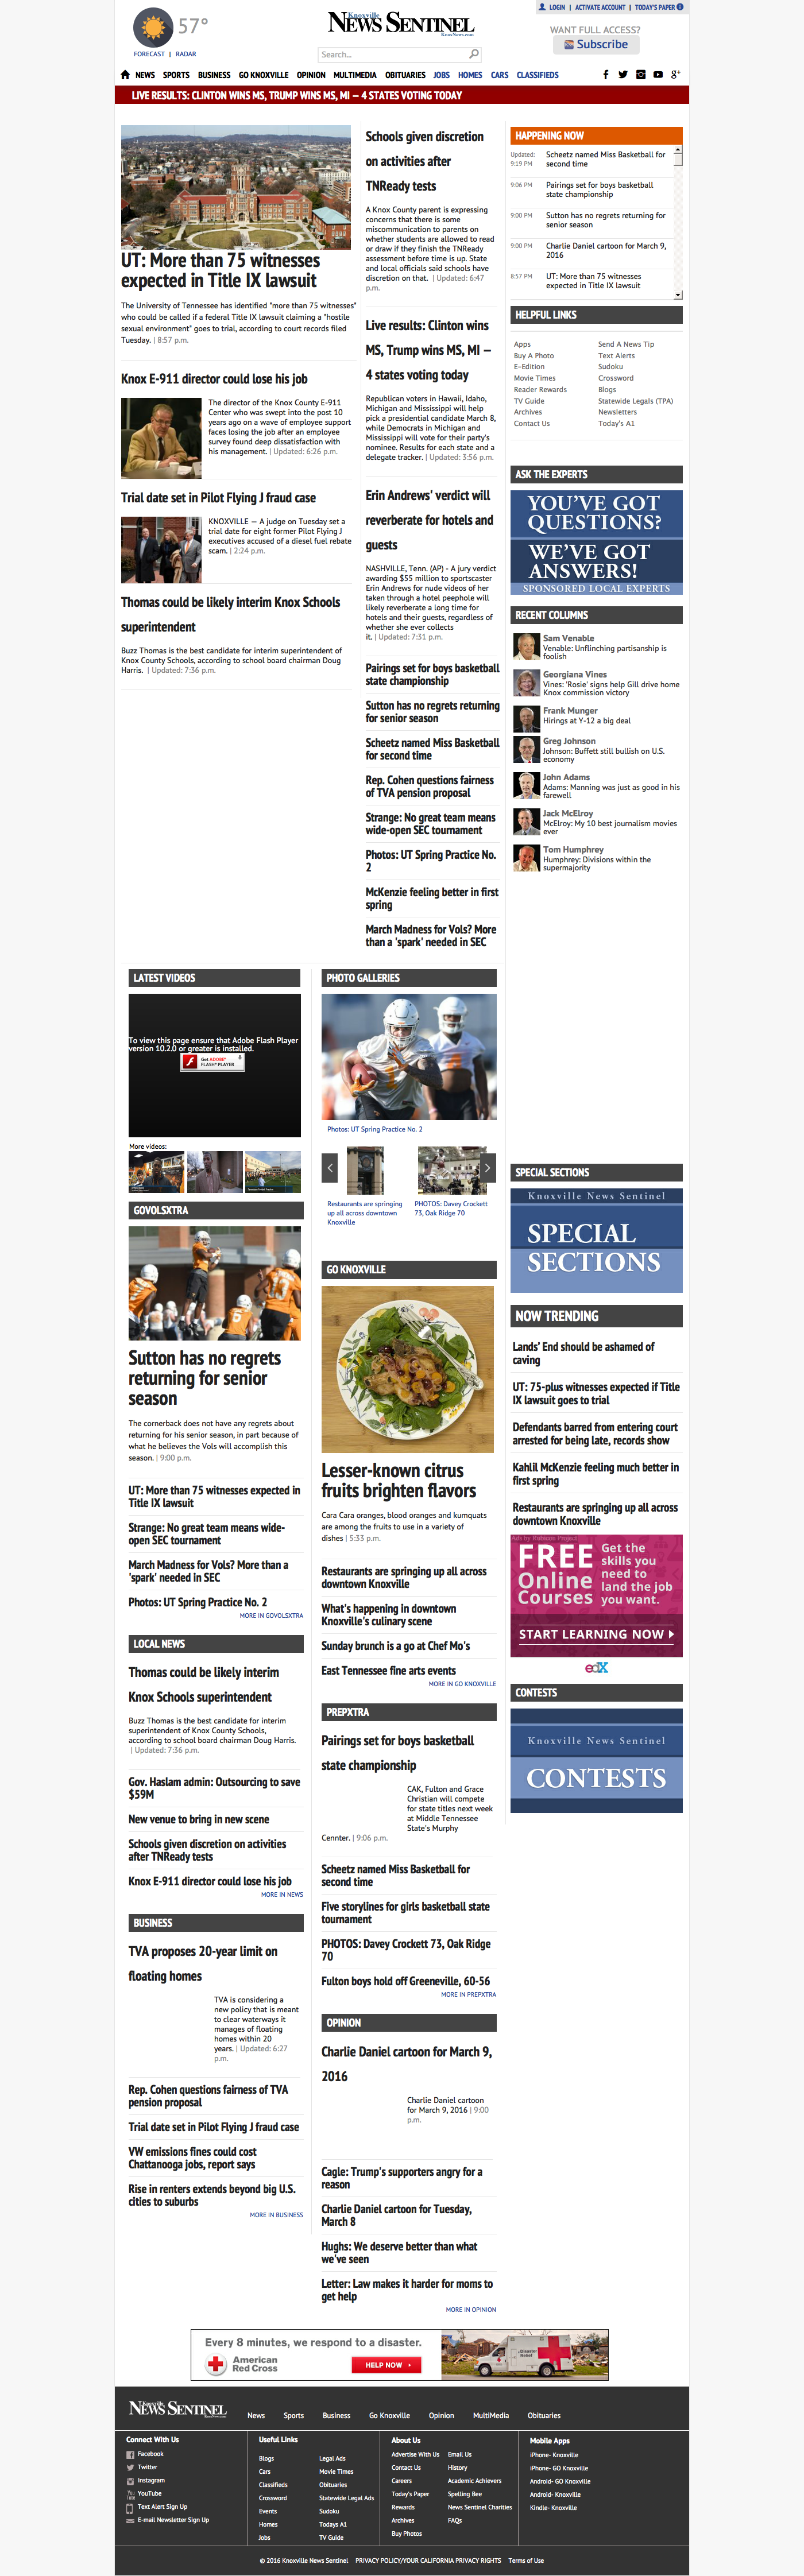 57°
FORECAST | RADAR
Knoxville
NEWS SENTINEL
KnoxNews.com
Search...
LOGIN | ACTIVATE ACCOUNT | TODAY'S PAPER
WANT FULL ACCESS?
Subscribe
NEWS SPORTS BUSINESS GO KNOXVILLE OPINION MULTIMEDIA OBITUARIES JOBS HOMES CARS CLASSIFIEDS
LIVE RESULTS: CLINTON WINS MS, TRUMP WINS MS, MI — 4 STATES VOTING TODAY
UT: More than 75 witnesses
expected in Title IX lawsuit
The University of Tennessee has identified "more than 75 witnesses"
who could be called if a federal Title IX lawsuit claiming a "hostile
sexual environment" goes to trial, according to court records filed
Tuesday. | 8:57 p.m.
Knox E-911 director could lose his job
The director of the Knox County E-911
Center who was swept into the post 10
years ago on a wave of employee support
faces losing the job after an employee
survey found deep dissatisfaction with
his management. | Updated: 6:26 p.m.
Trial date set in Pilot Flying J fraud case
KNOXVILLE — A judge on Tuesday set a
trial date for eight former Pilot Flying J
executives accused of a diesel fuel rebate
scam. | 2:24 p.m.
Thomas could be likely interim Knox Schools
superintendent
Buzz Thomas is the best candidate for interim superintendent of
Knox County Schools, according to school board chairman Doug
Harris. | Updated: 7:36 p.m.
Schools given discretion
on activities after
TNReady tests
A Knox County parent is expressing
concerns that there is some
miscommunication to parents on
whether students are allowed to read
or draw if they finish the TNReady
assessment before time is up. State
and local officials said schools have
discretion on that. | Updated: 6:47
p.m.
Live results: Clinton wins
MS, Trump wins MS, MI —
4 states voting today
Republican voters in Hawaii, Idaho,
Michigan and Mississippi will help
pick a presidential candidate March 8,
while Democrats in Michigan and
Mississippi will vote for their party's
nominee. Results for each state and a
delegate tracker. | Updated: 3:56 p.m.
Erin Andrews' verdict will
reverberate for hotels and
guests
NASHVILLE, Tenn. (AP) - A jury verdict
awarding $55 million to sportscaster
Erin Andrews for nude videos of her
taken through a hotel peephole will
likely reverberate a long time for
hotels and their guests, regardless of
whether she ever collects
it. | Updated: 7:31 p.m.
Pairings set for boys basketball
state championship
Sutton has no regrets returning
for senior season
Scheetz named Miss Basketball
for second time
Rep. Cohen questions fairness
of TVA pension proposal
Strange: No great team means
wide-open SEC tournament
Photos: UT Spring Practice No.
2
McKenzie feeling better in first
spring
March Madness for Vols? More
than a 'spark' needed in SEC
HAPPENING NOW
Updated:
9:19 PM
Scheetz named Miss Basketball for
second time
9:06 PM
Pairings set for boys basketball
state championship
9:00 PM
Sutton has no regrets returning for
senior season
9:00 PM
Charlie Daniel cartoon for March 9,
2016
8:57 PM
UT: More than 75 witnesses
expected in Title IX lawsuit
HELPFUL LINKS
Apps
Buy A Photo
E-Edition
Movie Times
Reader Rewards
TV Guide
Archives
Contact Us
Send A News Tip
Text Alerts
Sudoku
Crossword
Blogs
Statewide Legals (TPA)
Newsletters
Today's A1
ASK THE EXPERTS
YOU'VE GOT
QUESTIONS?
WE'VE GOT
ANSWERS!
SPONSORED LOCAL EXPERTS
RECENT COLUMNS
Sam Venable
Venable: Unflinching partisanship is
foolish
Georgiana Vines
Vines: 'Rosie' signs help Gill drive home
Knox commission victory
Frank Munger
Hirings at Y-12 a big deal
Greg Johnson
Johnson: Buffett still bullish on U.S.
economy
John Adams
Adams: Manning was just as good in his
farewell
Jack McElroy
McElroy: My 10 best journalism movies
ever
Tom Humphrey
Humphrey: Divisions within the
supermajority
LATEST VIDEOS
To view this page ensure that Adobe Flash Player
version 10.2.0 or greater is installed.
Get ADOBE®
FLASH® PLAYER
More videos:
PHOTO GALLERIES
Photos: UT Spring Practice No. 2
Restaurants are springing
up all across downtown
Knoxville
PHOTOS: Davey Crockett
73, Oak Ridge 70
GOVOLSXTRA
Sutton has no regrets
returning for senior
season
The cornerback does not have any regrets about
returning for his senior season, in part because of
what he believes the Vols will accomplish this
season. | 9:00 p.m.
UT: More than 75 witnesses expected in
Title IX lawsuit
Strange: No great team means wide-
open SEC tournament
March Madness for Vols? More than a
'spark' needed in SEC
Photos: UT Spring Practice No. 2
MORE IN GOVOLSXTRA
LOCAL NEWS
Thomas could be likely interim
Knox Schools superintendent
Buzz Thomas is the best candidate for interim
superintendent of Knox County Schools,
according to school board chairman Doug Harris.
| Updated: 7:36 p.m.
Gov. Haslam admin: Outsourcing to save
$59M
New venue to bring in new scene
Schools given discretion on activities
after TNReady tests
Knox E-911 director could lose his job
MORE IN NEWS
BUSINESS
TVA proposes 20-year limit on
floating homes
TVA is considering a
new policy that is meant
to clear waterways it
manages of floating
homes within 20
years. | Updated: 6:27
p.m.
Rep. Cohen questions fairness of TVA
pension proposal
Trial date set in Pilot Flying J fraud case
VW emissions fines could cost
Chattanooga jobs, report says
Rise in renters extends beyond big U.S.
cities to suburbs
MORE IN BUSINESS
GO KNOXVILLE
Lesser-known citrus
fruits brighten flavors
Cara Cara oranges, blood oranges and kumquats
are among the fruits to use in a variety of
dishes | 5:33 p.m.
Restaurants are springing up all across
downtown Knoxville
What's happening in downtown
Knoxville's culinary scene
Sunday brunch is a go at Chef Mo's
East Tennessee fine arts events
MORE IN GO KNOXVILLE
PREPXTRA
Pairings set for boys basketball
state championship
CAK, Fulton and Grace
Christian will compete
for state titles next week
at Middle Tennessee
State's Murphy
Cennter. | 9:06 p.m.
Scheetz named Miss Basketball for
second time
Five storylines for girls basketball state
tournament
PHOTOS: Davey Crockett 73, Oak Ridge
70
Fulton boys hold off Greeneville, 60-56
MORE IN PREPXTRA
OPINION
Charlie Daniel cartoon for March 9,
2016
Charlie Daniel cartoon
for March 9, 2016 | 9:00
p.m.
Cagle: Trump's supporters angry for a
reason
Charlie Daniel cartoon for Tuesday,
March 8
Hughs: We deserve better than what
we've seen
Letter: Law makes it harder for moms to
get help
MORE IN OPINION
SPECIAL SECTIONS
Knoxville News Sentinel
SPECIAL
SECTIONS
NOW TRENDING
Lands' End should be ashamed of
caving
UT: 75-plus witnesses expected if Title
IX lawsuit goes to trial
Defendants barred from entering court
arrested for being late, records show
Kahlil McKenzie feeling much better in
first spring
Restaurants are springing up all across
downtown Knoxville
FREE
Online
Courses
Get the
skills you
need to
land the job
you want.
START LEARNING NOW
edX
CONTESTS
Knoxville News Sentinel
CONTESTS
Every 8 minutes, we respond to a disaster.
American
Red Cross
HELP NOW
Disaster
Relief
Knoxville
NEWS SENTINEL
News Sports Business Go Knoxville Opinion MultiMedia Obituaries
Connect With Us
Facebook
Twitter
Instagram
YouTube
Text Alert Sign Up
E-mail Newsletter Sign Up
Useful Links
Blogs
Cars
Classifieds
Crossword
Events
Homes
Jobs
Legal Ads
Movie Times
Obituaries
Statewide Legal Ads
Sudoku
Todays A1
TV Guide
About Us
Advertise With Us
Contact Us
Careers
Today's Paper
Rewards
Archives
Buy Photos
Email Us
History
Academic Achievers
Spelling Bee
News Sentinel Charities
FAQs
Mobile Apps
iPhone- Knoxville
iPhone- GO Knoxville
Android- GO Knoxville
Android- Knoxville
Kindle- Knoxville
© 2016 Knoxville News Sentinel PRIVACY POLICY/YOUR CALIFORNIA PRIVACY RIGHTS Terms of Use